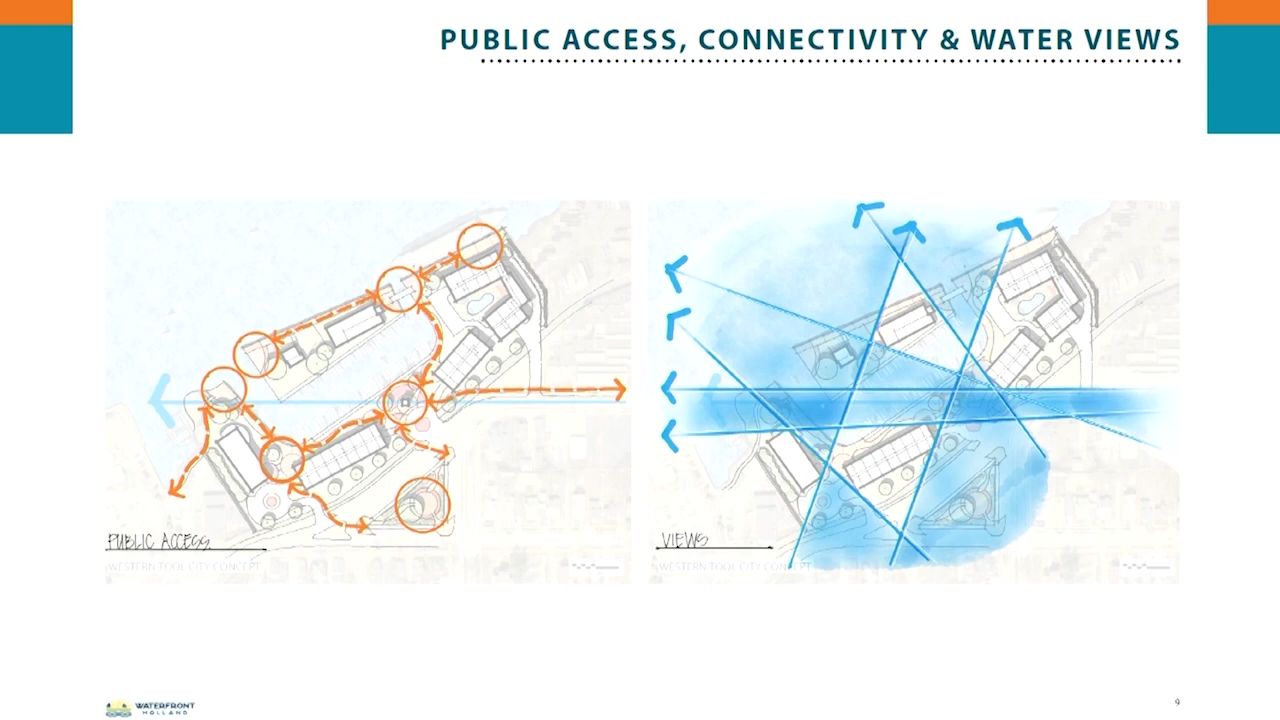 PUBLIC ACCESS, CONNECTIVITY & WATER VIEWS
PUBLIC ACCESS
WESTERN TOOL CITY CONCEPT
VIEWS
WESTERN TOOL CITY CONCEPT
WATERFRONT
HOLLAND
9